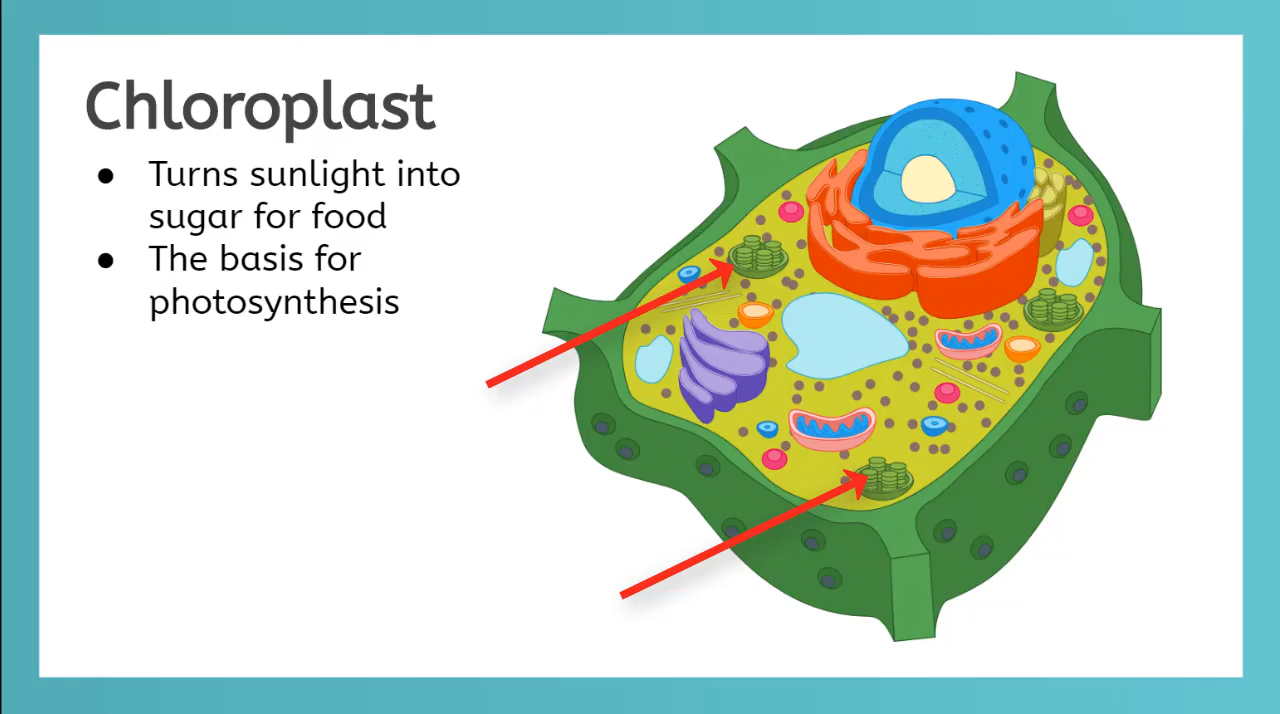 Chloroplast
● Turns sunlight into
sugar for food
● The basis for
photosynthesis